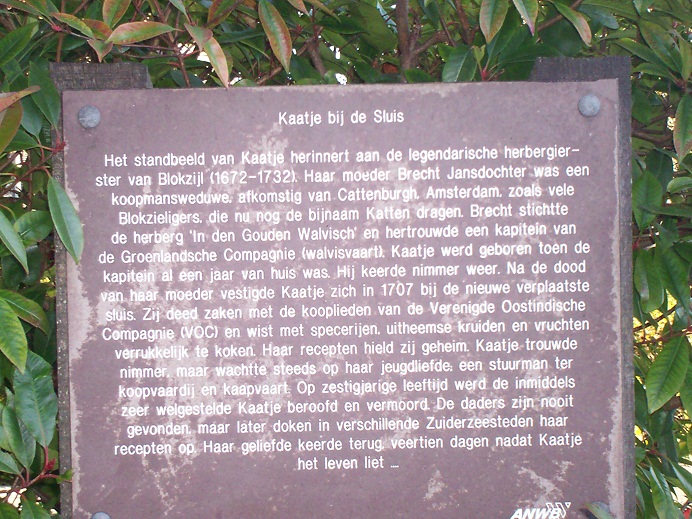 Kaatje bij de Sluis
Het standbeeld van Kaatje herinnert aan de legendarische herbergier-
ster van Blokzijl (1672-1732). Haar moeder Brecht Jansdochter was een
koopmansweduwe, afkomstig van Cattenburgh, Amsterdam, zoals vele
Blokzieligers, die nu nog de bijnaam Katten dragen. Brecht stichtte
de herberg 'In den Gouden Walvisch' en hertrouwde een kapitein van
de Groenlandsche Compagnie (walvisvaart). Kaatje werd geboren toen de
kapitein al een jaar van huis was. Hij keerde nimmer weer. Na de dood
van haar moeder vestigde Kaatje zich in 1707 bij de nieuwe verplaatste
sluis. Zij deed zaken met de kooplieden van de Verenigde Oostindische
Compagnie (VOC) en wist met specerijen, uitheemse kruiden en vruchten
verrukkelijk te koken. Haar recepten hield zij geheim. Kaatje trouwde
nimmer, maar wachtte steeds op haar jeugdliefde: een stuurman ter
koopvaardij en kaapvaart. Op zestigjarige leeftijd werd de inmiddels
zeer welgestelde Kaatje beroofd en vermoord. De daders zijn nooit
gevonden, maar later doken in verschillende Zuiderzeesteden haar
recepten op. Haar geliefde keerde terug, veertien dagen nadat Kaatje
het leven liet ....
ANWB